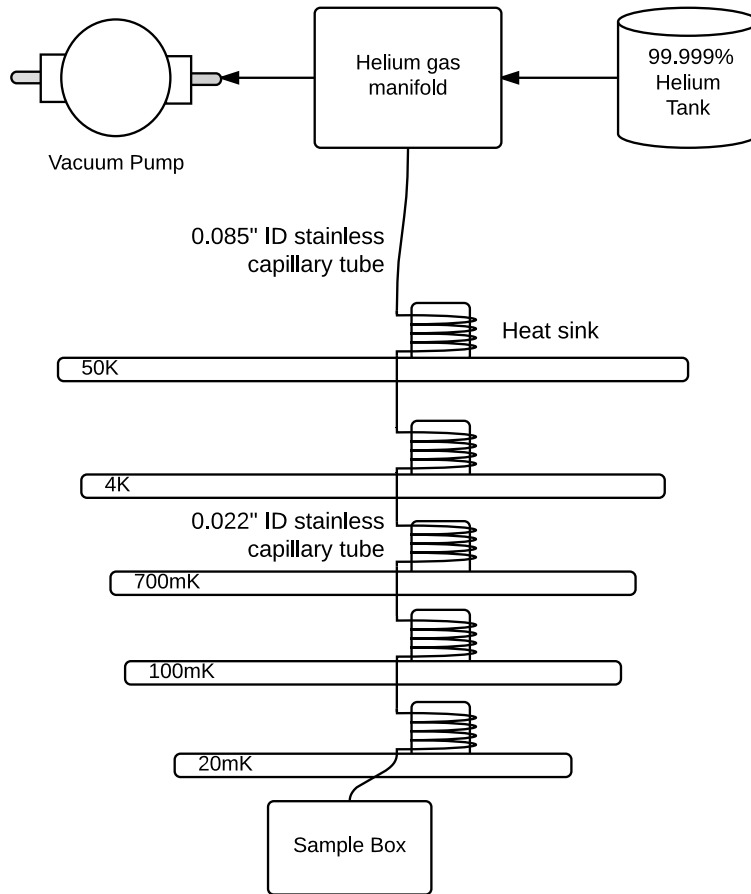 Helium gas
manifold
99.999%
Helium
Tank
Vacuum Pump
0.085" ID stainless
capillary tube
Heat sink
50K
4K
0.022" ID stainless
capillary tube
700mK
100mK
20mK
Sample Box